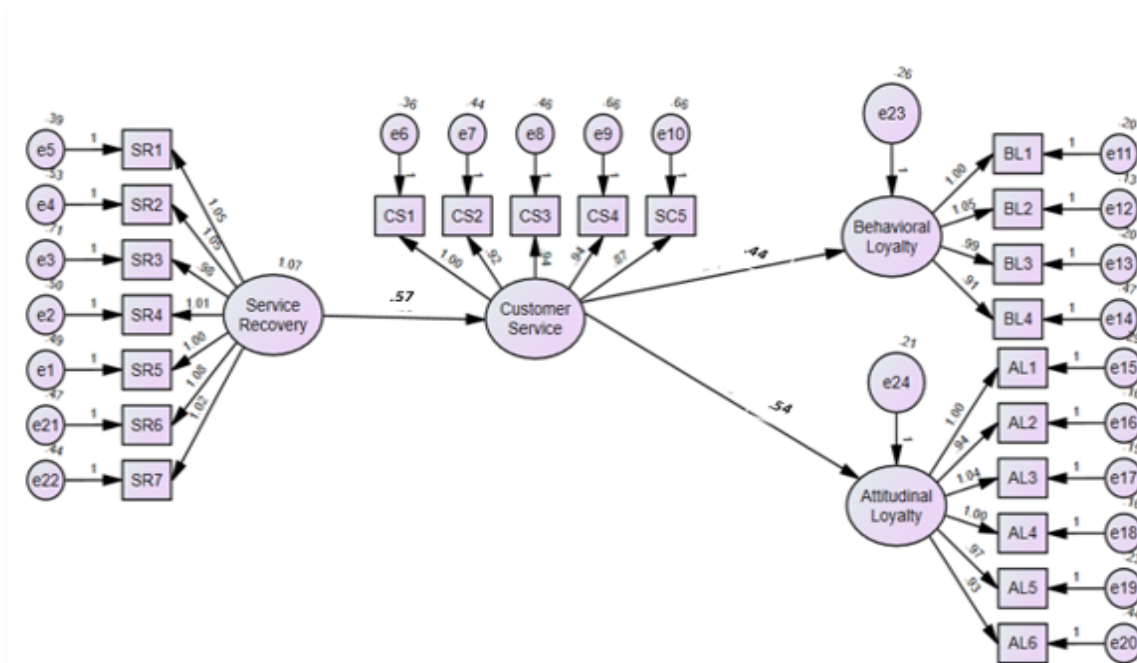 .39
e5 1 SR1
.53
e4 1 SR2
.71
e3 1 SR3
.50
e2 1 SR4
.49
e1 1 SR5
.47
e21 1 SR6
.44
e22 1 SR7
1.05
1.05
.98
1.01
1.00
1.08
1.02
1.07
Service
Recovery
.57
.36 .44 .46 .66 .66
e6 e7 e8 e9 e10
1 1 1 1 1
CS1 CS2 CS3 CS4 SC5
1.00 .92 .94 .94 .87
Customer
Service
.44
.54
.26
e23
1
Behavioral
Loyalty
1.00
1.05
.99
.91
.20
BL1 1 e11
.13
BL2 1 e12
.20
BL3 1 e13
.47
BL4 1 e14
.21
e24
1
Attitudinal
Loyalty
1.00
.94
1.04
1.00
.97
.93
AL1 1 e15
AL2 1 e16
AL3 1 e17
AL4 1 e18
AL5 1 e19
AL6 1 e20